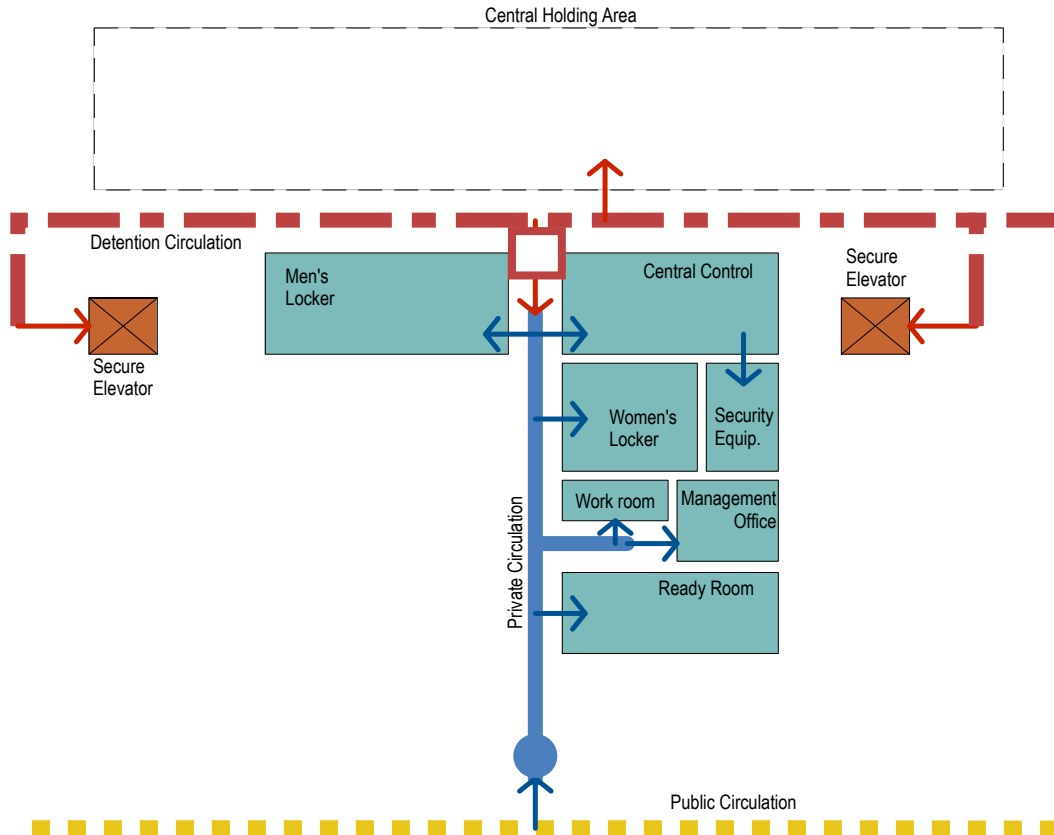 Central Holding Area
Detention Circulation
Men's
Locker
Central Control
Secure
Elevator
Secure
Elevator
Women's
Locker
Security
Equip.
Work room
Management
Office
Private Circulation
Ready Room
Public Circulation